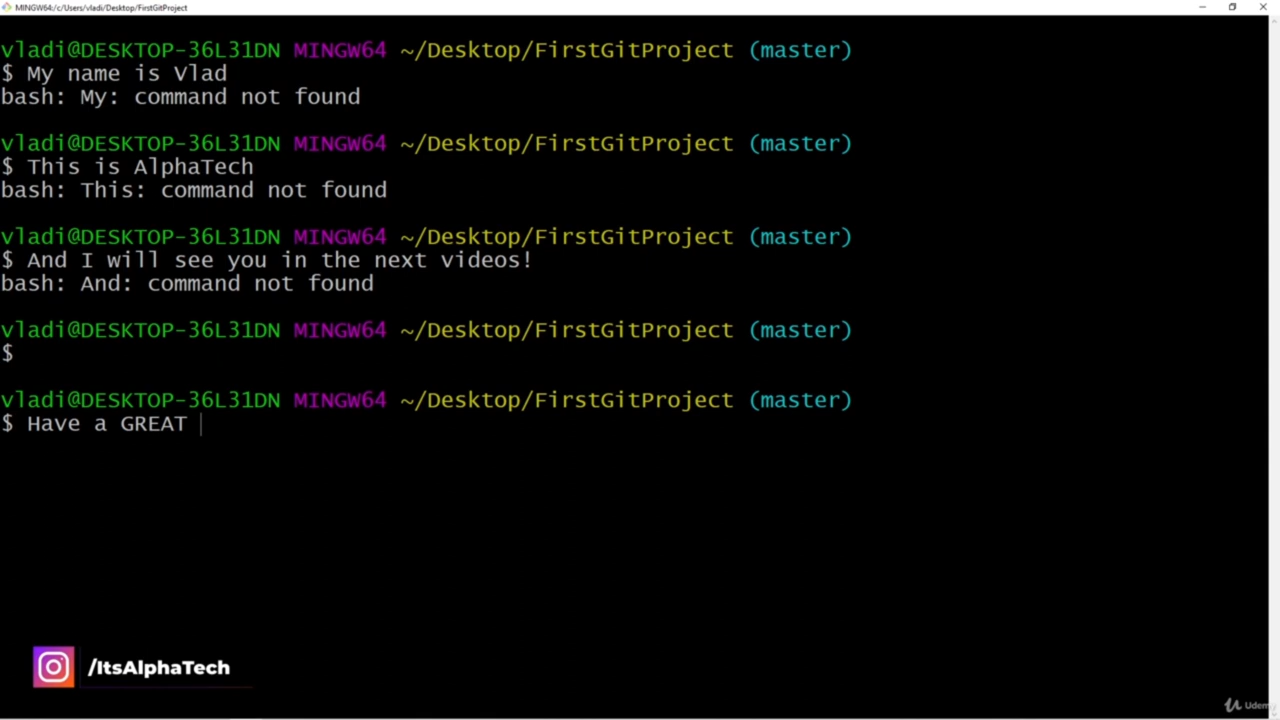 MINGW64:/c/Users/vladi/Desktop/FirstGitProject
vladi@DESKTOP-36L31DN MINGW64 ~/Desktop/FirstGitProject (master)
$ My name is Vlad
bash: My: command not found
vladi@DESKTOP-36L31DN MINGW64 ~/Desktop/FirstGitProject (master)
$ This is AlphaTech
bash: This: command not found
vladi@DESKTOP-36L31DN MINGW64 ~/Desktop/FirstGitProject (master)
$ And I will see you in the next videos!
bash: And: command not found
vladi@DESKTOP-36L31DN MINGW64 ~/Desktop/FirstGitProject (master)
$
vladi@DESKTOP-36L31DN MINGW64 ~/Desktop/FirstGitProject (master)
$ Have a GREAT
/ItsAlphaTech
Udemy